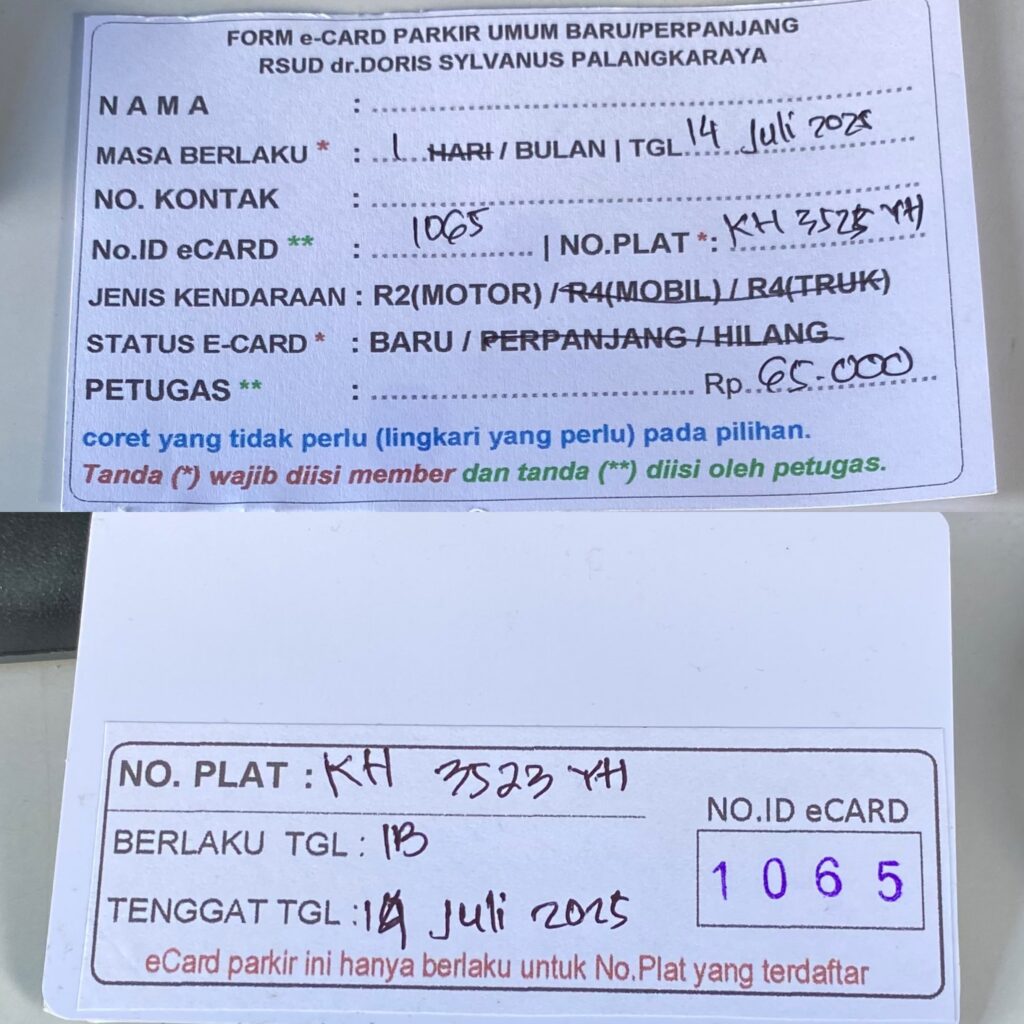 FORM e-CARD PARKIR UMUM BARU/PERPANJANG
RSUD dr.DORIS SYLVANUS PALANGKARAYA
N A M A :
MASA BERLAKU * : 1 HARI / BULAN | TGL 14 Juli 2025
NO. KONTAK :
No.ID eCARD ** : 1065 | NO.PLAT *: KH 3523 YH
JENIS KENDARAAN : R2(MOTOR) / R4(MOBIL) / R4(TRUK)
STATUS E-CARD * : BARU / PERPANJANG / HILANG
PETUGAS ** : Rp. 65.000
coret yang tidak perlu (lingkari yang perlu) pada pilihan.
Tanda (*) wajib diisi member dan tanda (**) diisi oleh petugas.
NO. PLAT : KH 3523 YH
NO.ID eCARD
BERLAKU TGL : 1B
1 0 6 5
TENGGAT TGL : 14 Juli 2025
eCard parkir ini hanya berlaku untuk No.Plat yang terdaftar